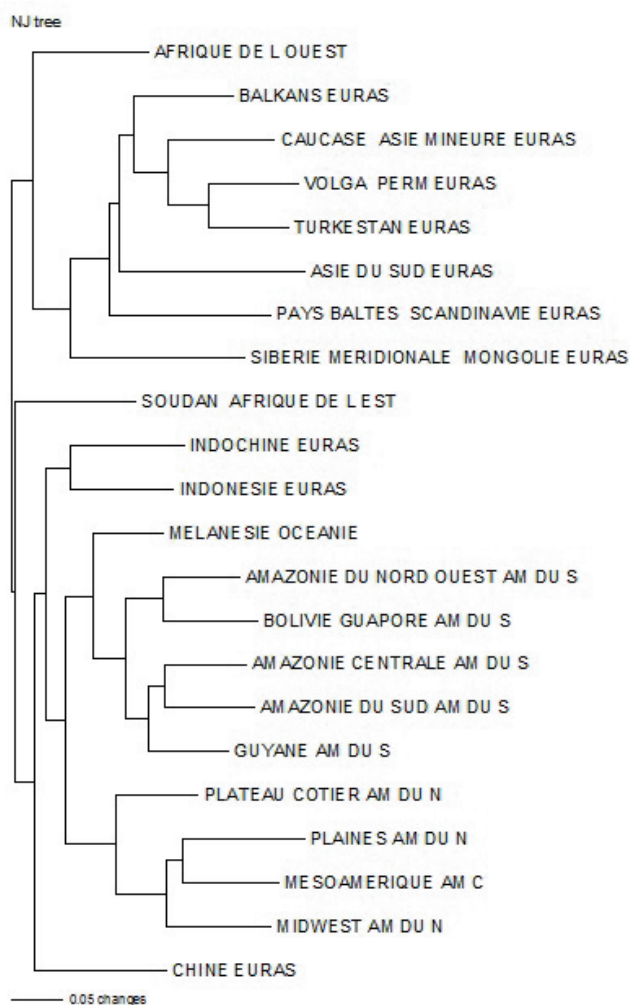 NJ tree
AFRIQUE DE L OUEST
BALKANS EURAS
CAUCASE ASIE MINEURE EURAS
VOLGA PERM EURAS
TURKESTAN EURAS
ASIE DU SUD EURAS
PAYS BALTES SCANDINAVIE EURAS
SIBERIE MERIDIONALE MONGOLIE EURAS
SOUDAN AFRIQUE DE L EST
INDOCHINE EURAS
INDONESIE EURAS
MELANESIE OCEANIE
AMAZONIE DU NORD OUEST AM DU S
BOLIVIE GUAPORE AM DU S
AMAZONIE CENTRALE AM DU S
AMAZONIE DU SUD AM DU S
GUYANE AM DU S
PLATEAU COTIER AM DU N
PLAINES AM DU N
MESOAMERIQUE AM C
MIDWEST AM DU N
CHINE EURAS
0.05 changes